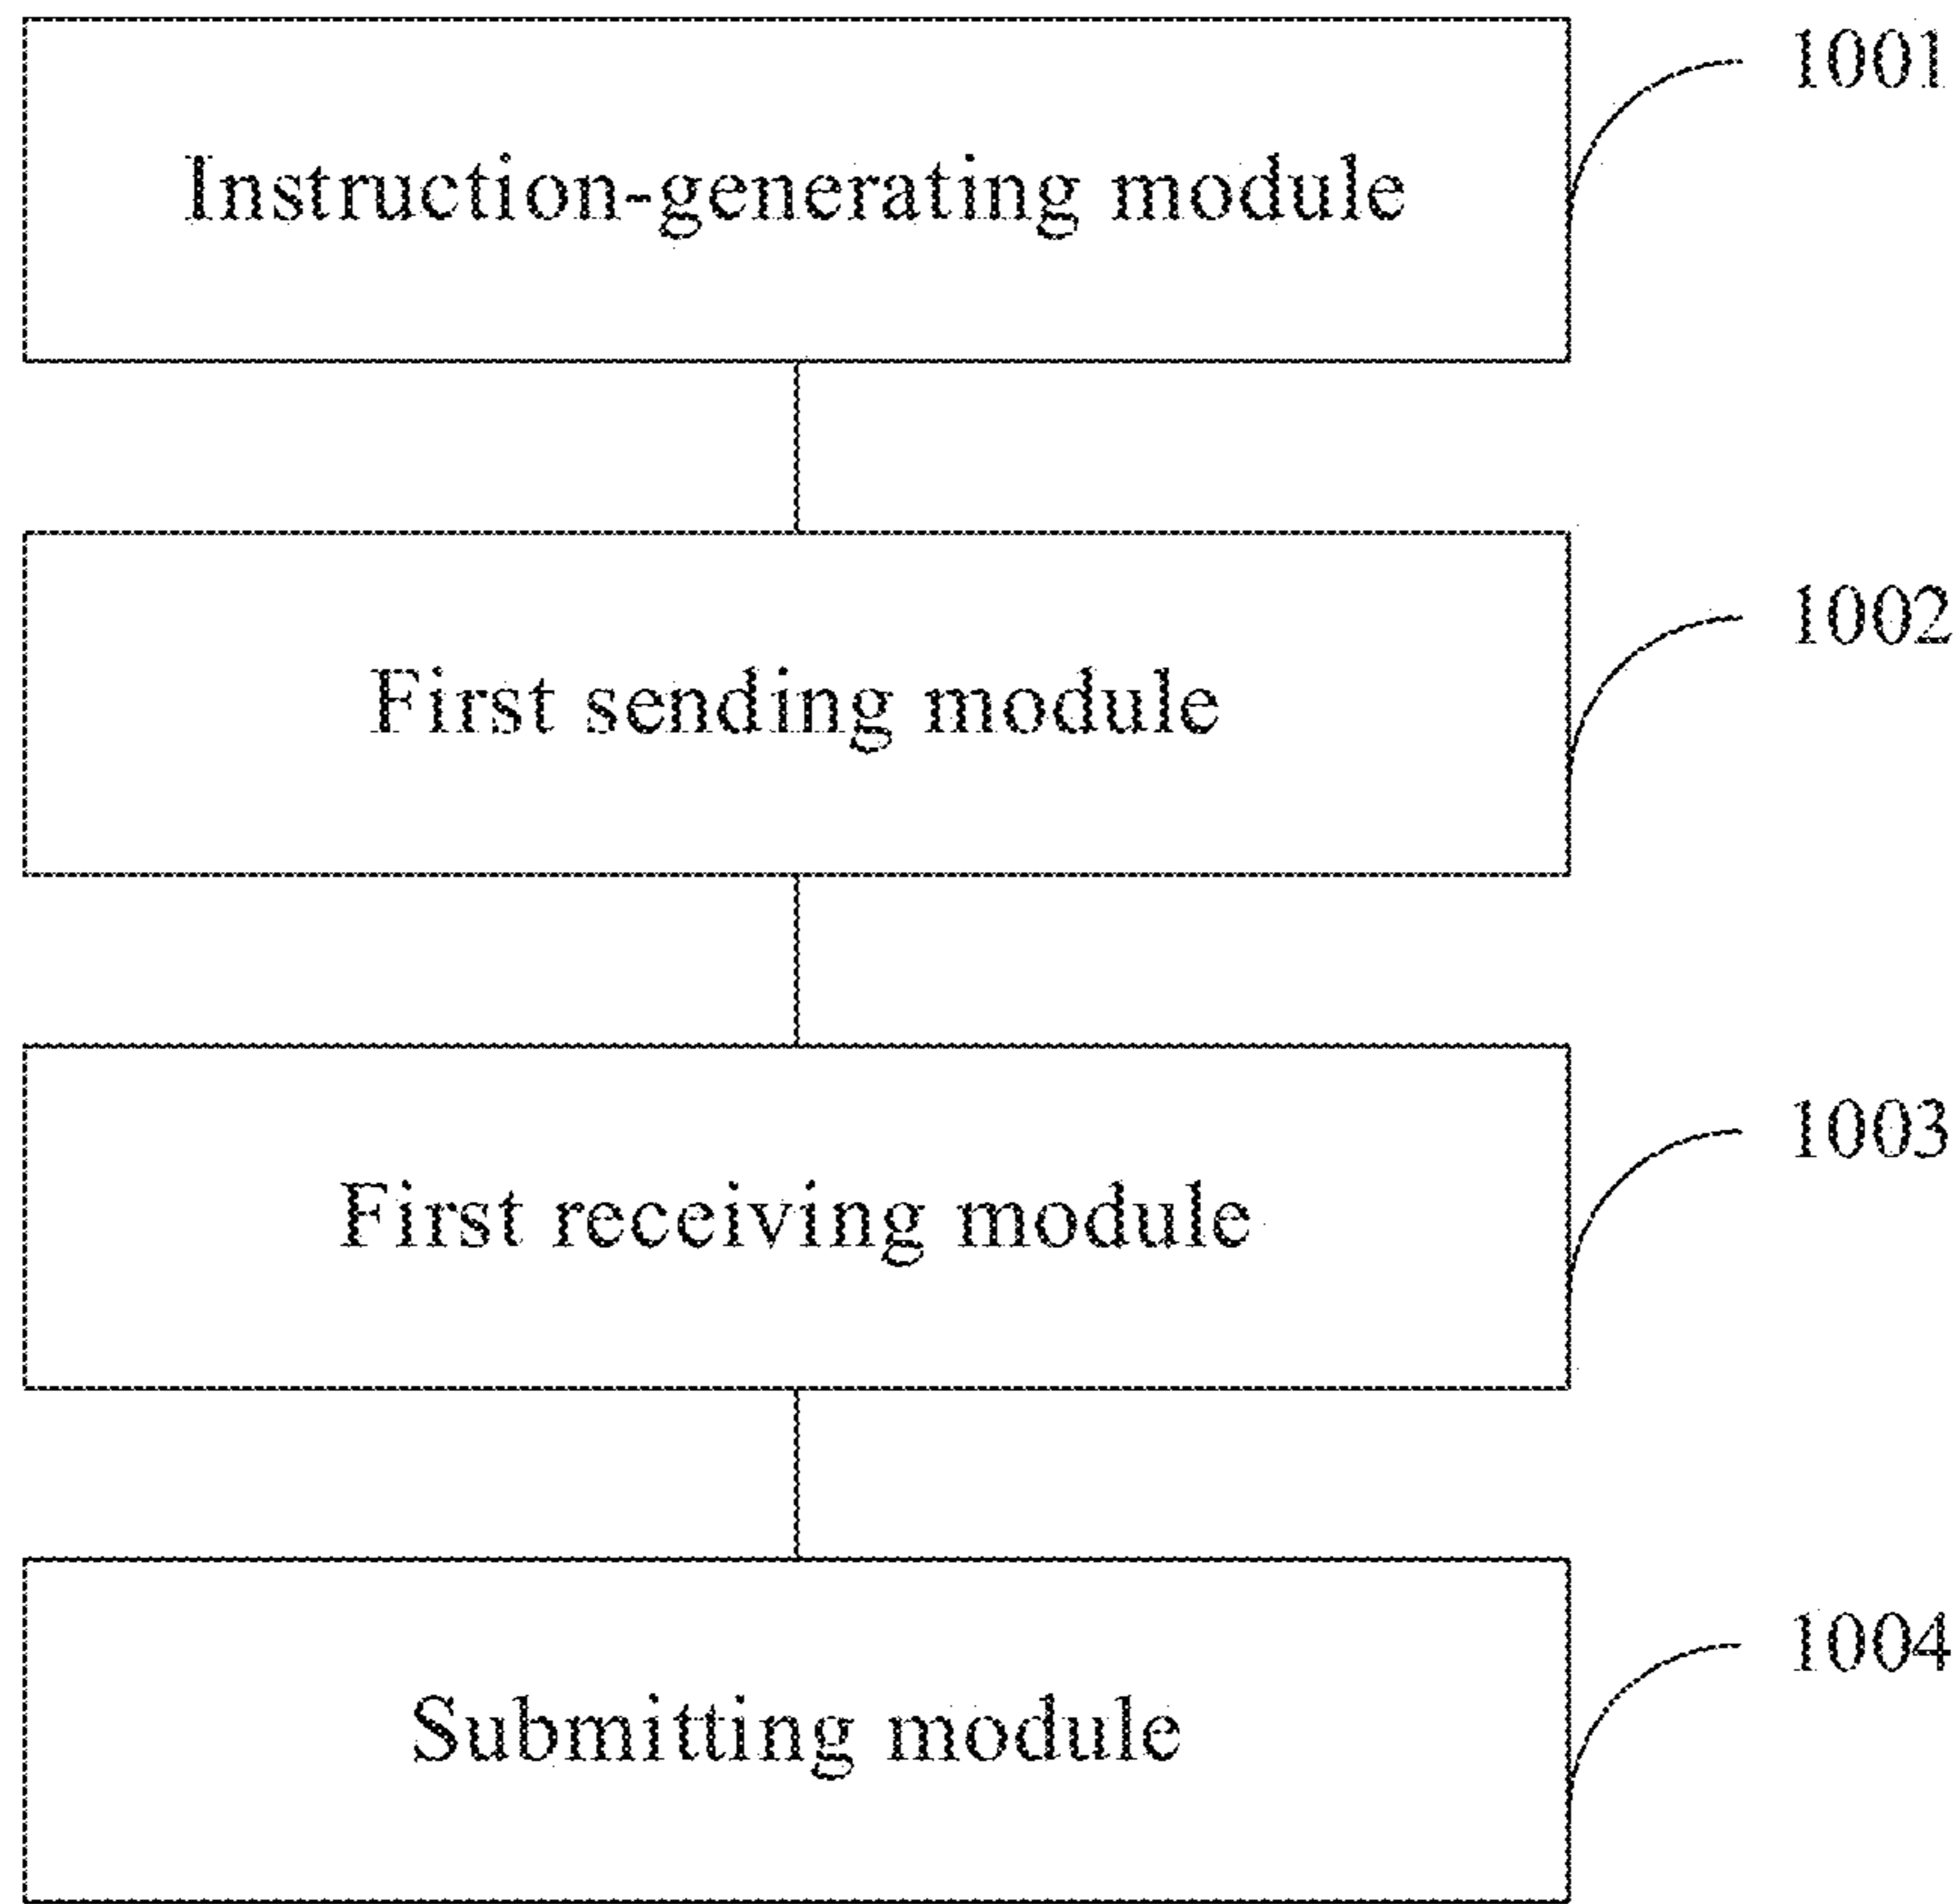 1001
Instruction-generating module
1002
First sending module
1003
First receiving module
1004
Submitting module